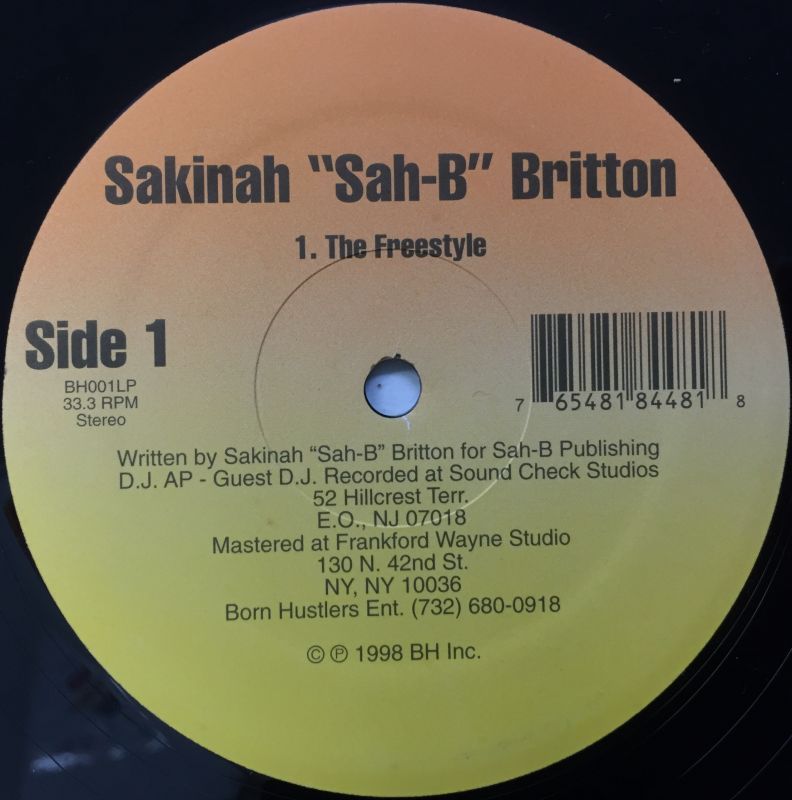 Sakinah "Sah-B" Britton
1. The Freestyle
Side 1
BH001LP
33.3 RPM
Stereo
7 65481 84481 8
Written by Sakinah "Sah-B" Britton for Sah-B Publishing
D.J. AP - Guest D.J. Recorded at Sound Check Studios
52 Hillcrest Terr.
E.O., NJ 07018
Mastered at Frankford Wayne Studio
130 N. 42nd St.
NY, NY 10036
Born Hustlers Ent. (732) 680-0918
© ℗ 1998 BH Inc.